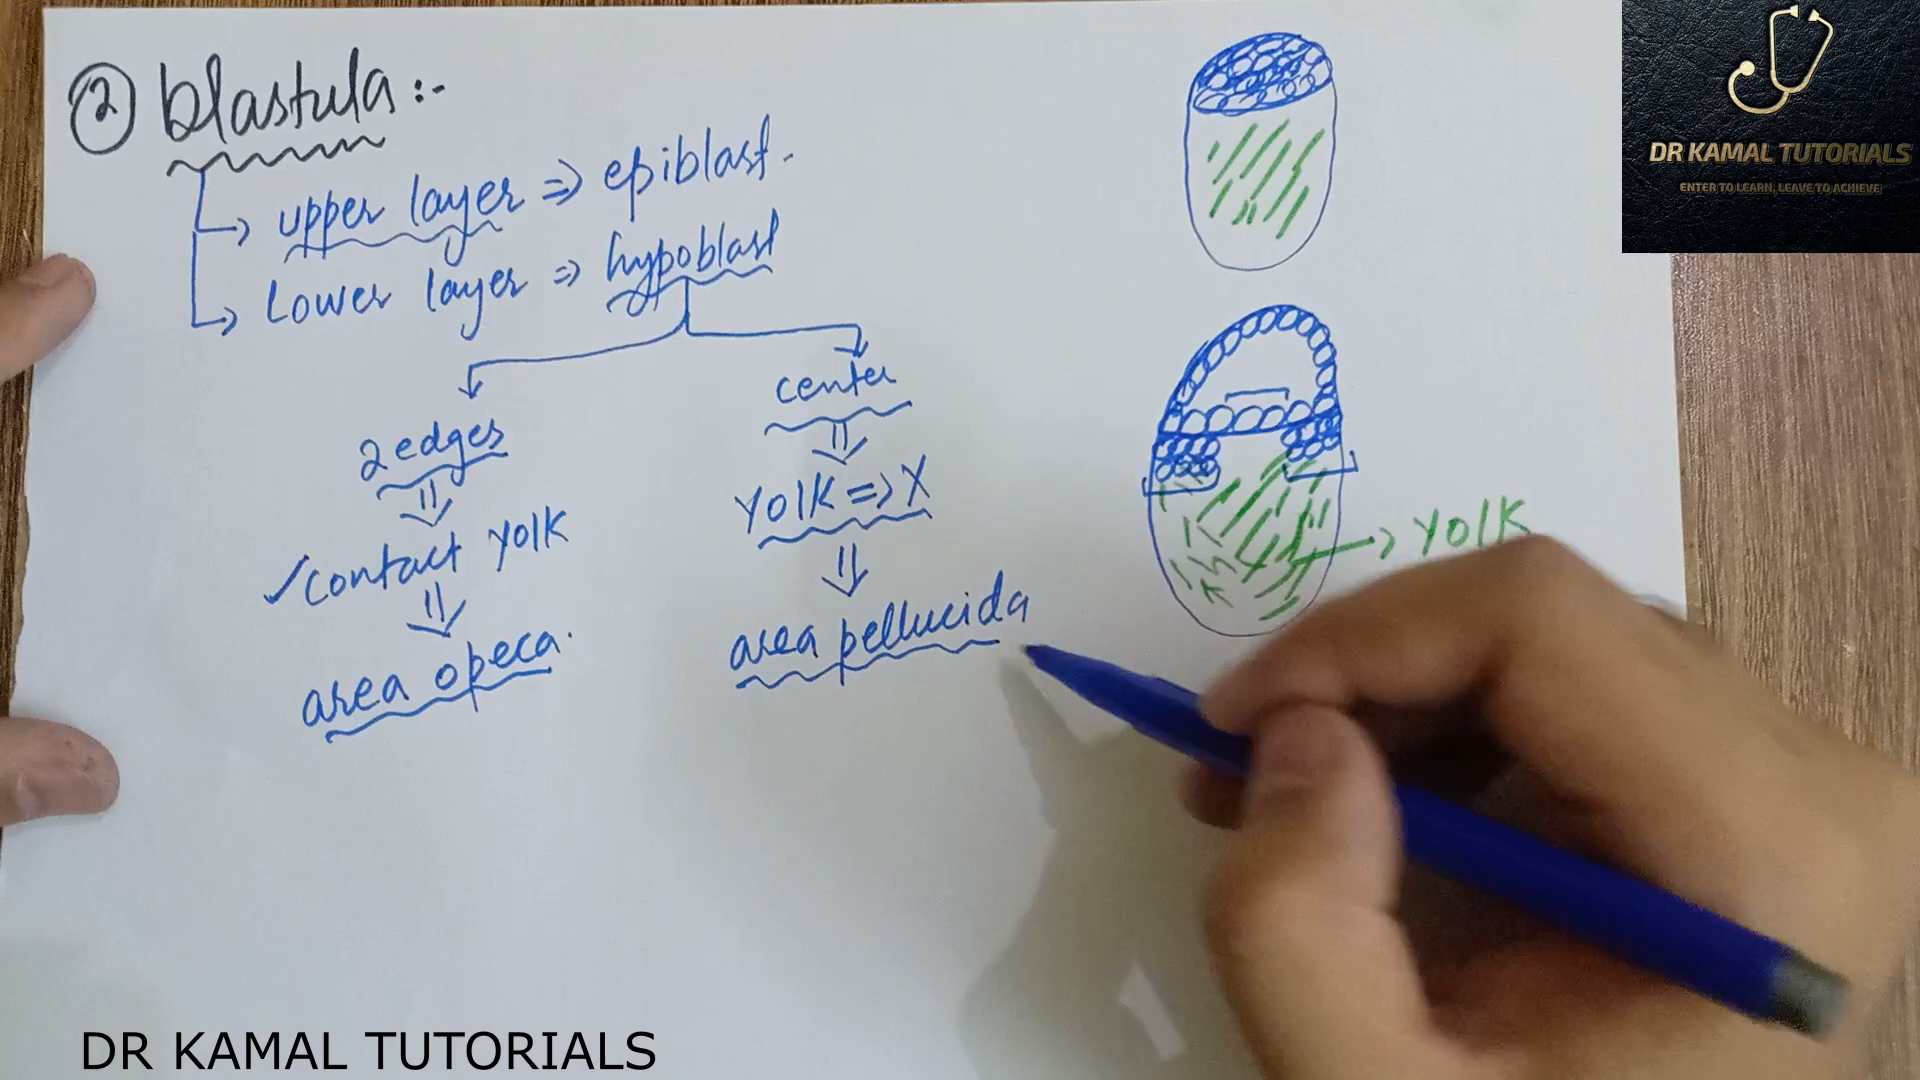 ② blastula :-
upper layer => epiblast.
Lower layer => hypoblast
2 edges
✓ contact yolk
area opeca.
center
yolk => X
area pellucida
→ yolk
DR KAMAL TUTORIALS
ENTER TO LEARN, LEAVE TO ACHIEVE
DR KAMAL TUTORIALS